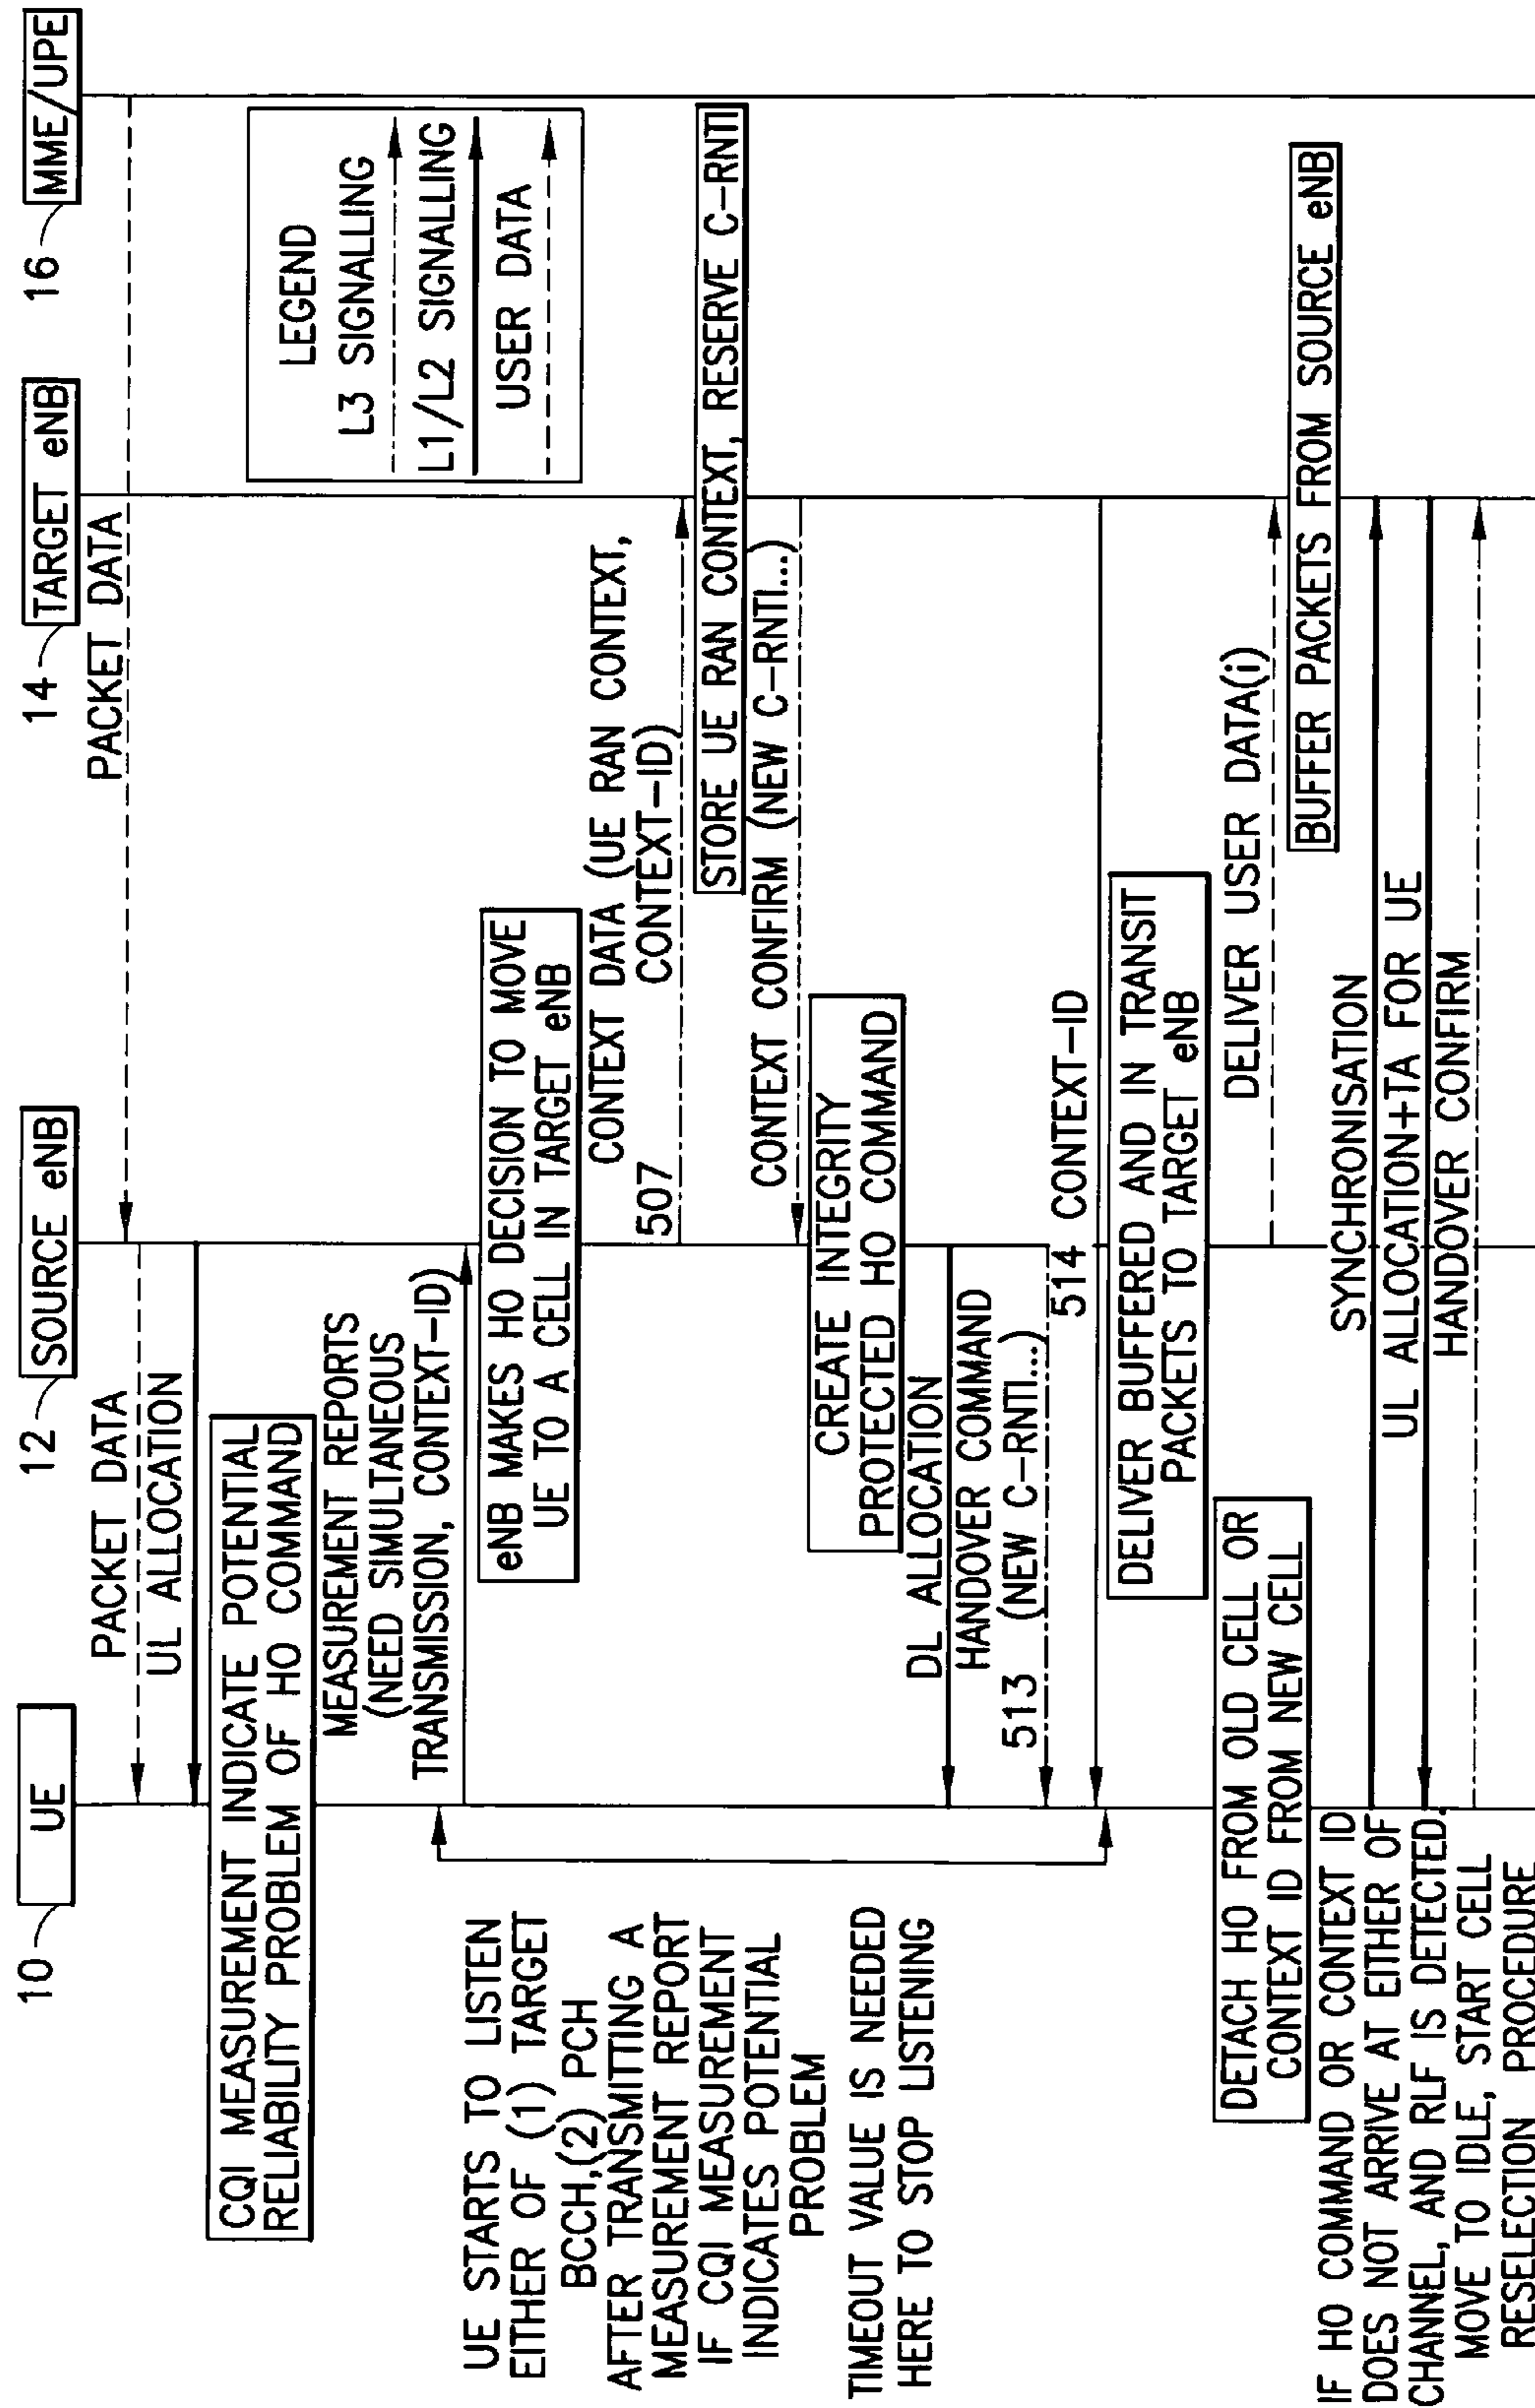 10
UE
12
SOURCE eNB
14
TARGET eNB
16
MME/UPE
PACKET DATA
PACKET DATA
UL ALLOCATION
LEGEND
L3 SIGNALLING
L1/L2 SIGNALLING
USER DATA
CQI MEASUREMENT INDICATE POTENTIAL
RELIABILITY PROBLEM OF HO COMMAND
MEASUREMENT REPORTS
(NEED SIMULTANEOUS
TRANSMISSION, CONTEXT-ID)
UE STARTS TO LISTEN
EITHER OF (1) TARGET
BCCH,(2) PCH
AFTER TRANSMITTING A
MEASUREMENT REPORT
IF CQI MEASUREMENT
INDICATES POTENTIAL
PROBLEM
TIMEOUT VALUE IS NEEDED
HERE TO STOP LISTENING
eNB MAKES HO DECISION TO MOVE
UE TO A CELL IN TARGET eNB
CONTEXT DATA (UE RAN CONTEXT,
507
CONTEXT-ID)
STORE UE RAN CONTEXT, RESERVE C-RNTI
CONTEXT CONFIRM (NEW C-RNTI...)
CREATE INTEGRITY
PROTECTED HO COMMAND
DL ALLOCATION
HANDOVER COMMAND
513 (NEW C-RNTI...)
514 CONTEXT-ID
DELIVER BUFFERED AND IN TRANSIT
PACKETS TO TARGET eNB
DETACH HO FROM OLD CELL OR
CONTEXT ID FROM NEW CELL
DELIVER USER DATA(i)
BUFFER PACKETS FROM SOURCE eNB
IF HO COMMAND OR CONTEXT ID
DOES NOT ARRIVE AT EITHER OF
CHANNEL, AND RLF IS DETECTED,
MOVE TO IDLE, START CELL
RESELECTION PROCEDURE
SYNCHRONISATION
UL ALLOCATION+TA FOR UE
HANDOVER CONFIRM